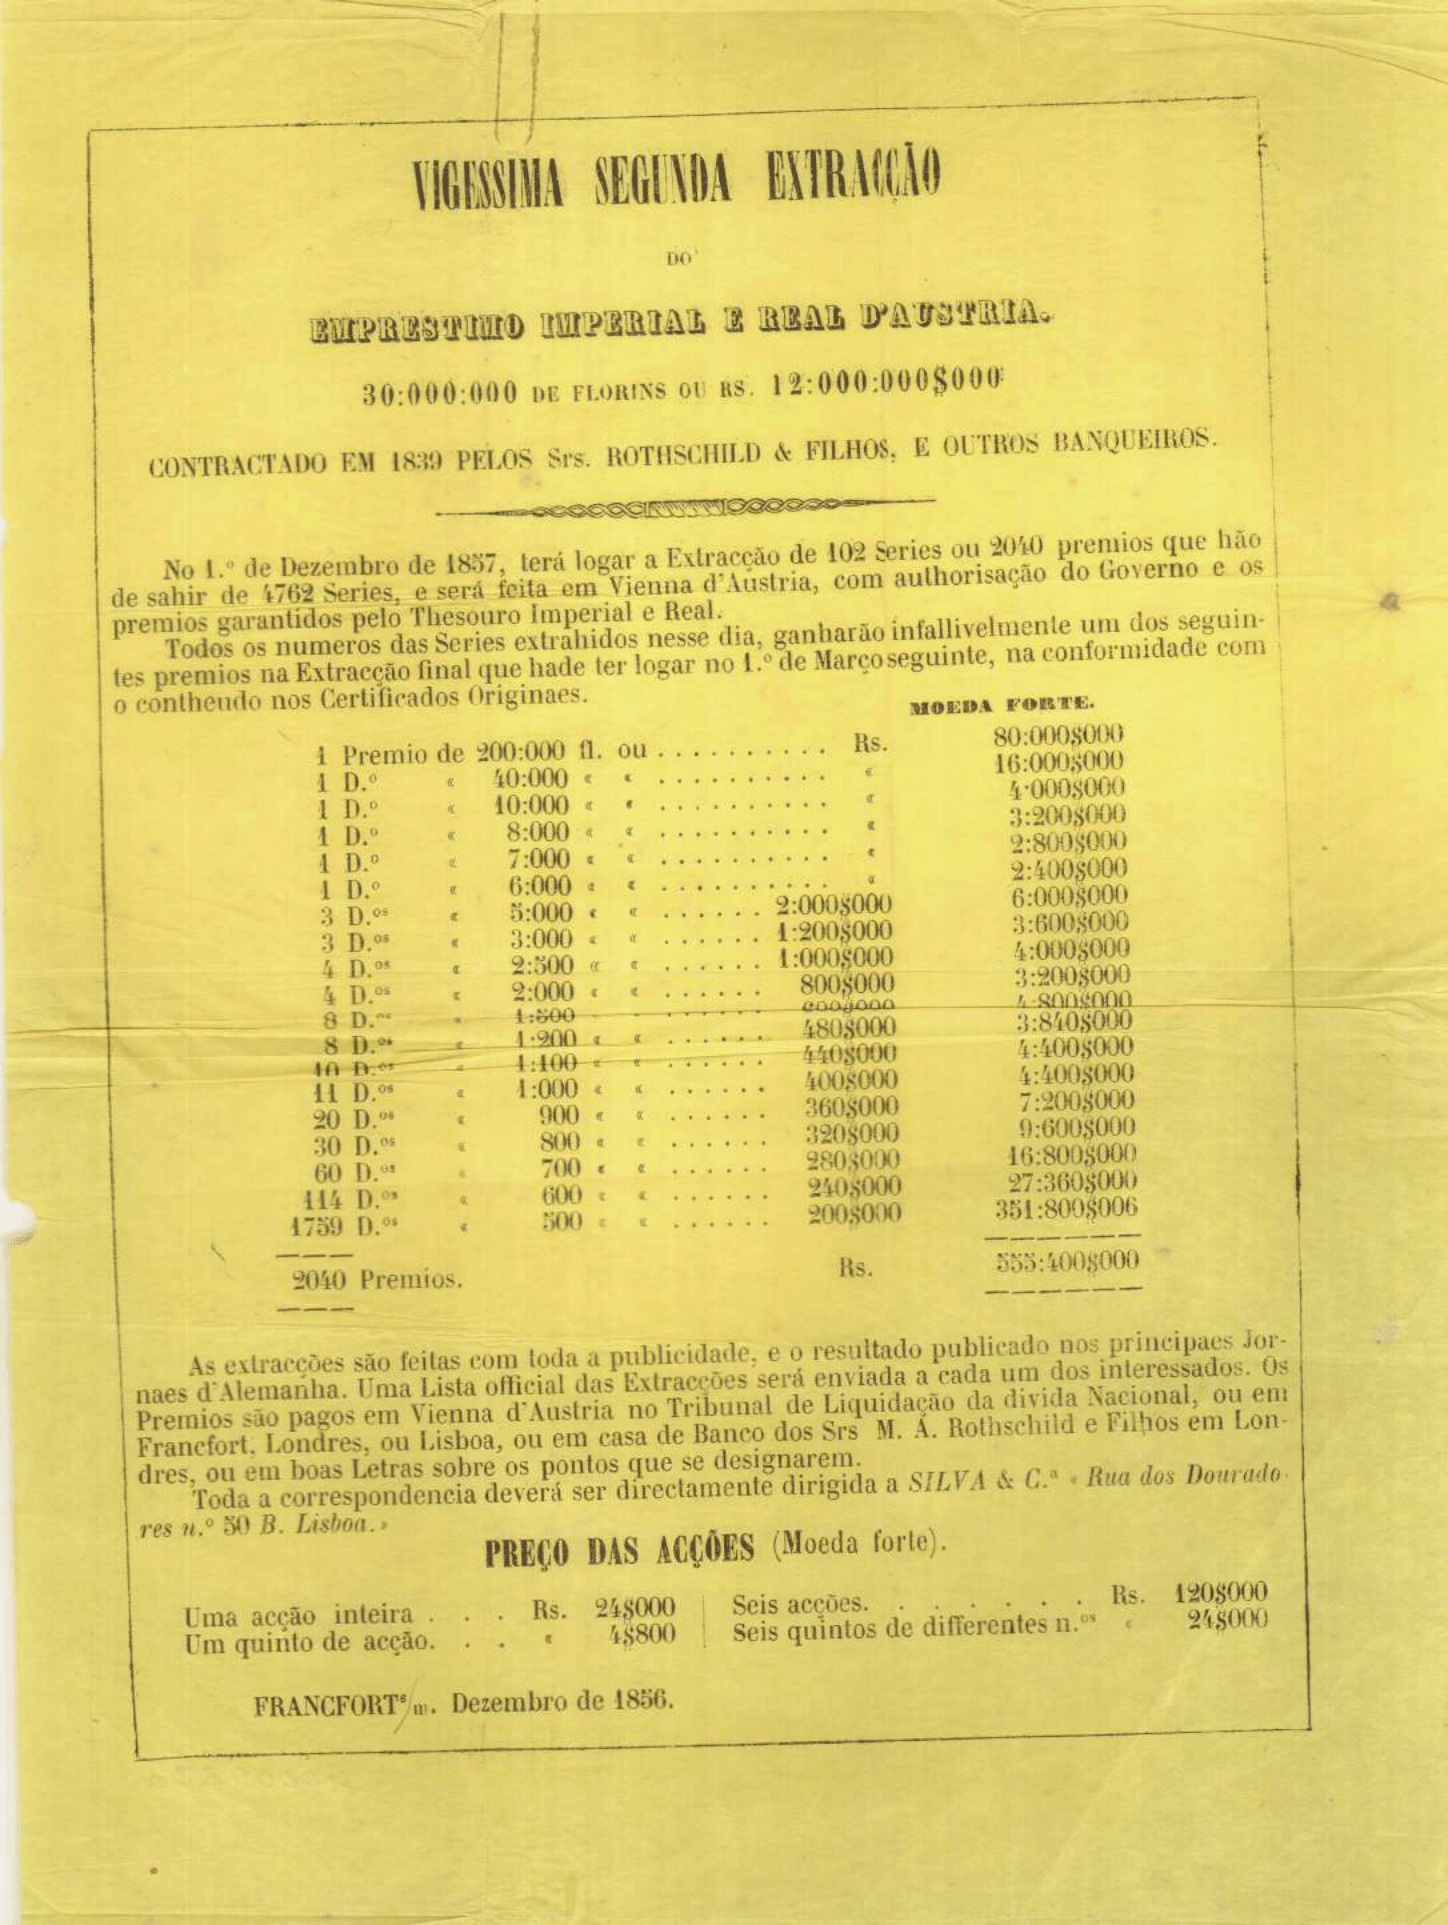 VIGESSIMA SEGUNDA EXTRACÇÃO
DO
EMPRESTIMO IMPERIAL E REAL D'AUSTRIA.
30:000:000 DE FLORINS OU RS. 12:000:000$000
CONTRACTADO EM 1839 PELOS Srs. ROTHSCHILD & FILHOS, E OUTROS BANQUEIROS.
No 1.º de Dezembro de 1857, terá logar a Extracção de 102 Series ou 2040 premios que hão
de sahir de 4762 Series, e será feita em Vienna d'Austria, com authorisação do Governo e os
premios garantidos pelo Thesouro Imperial e Real.
Todos os numeros das Series extrahidos nesse dia, ganharão infallivelmente um dos seguin-
tes premios na Extracção final que hade ter logar no 1.º de Março seguinte, na conformidade com
o contheudo nos Certificados Originaes.
MOEDA FORTE.
1 Premio de 200:000 fl. ou . . . . . . . . . . Rs. 80:000$000
1 D.º « 40:000 « « . . . . . . . . . . « 16:000$000
1 D.º « 10:000 « « . . . . . . . . . . « 4:000$000
1 D.º « 8:000 « « . . . . . . . . . . « 3:200$000
1 D.º « 7:000 « « . . . . . . . . . . « 2:800$000
1 D.º « 6:000 « « . . . . . . . . . . « 2:400$000
3 D.os « 5:000 « « . . . . . . 2:000$000 6:000$000
3 D.os « 3:000 « « . . . . . . 1:200$000 3:600$000
4 D.os « 2:500 « « . . . . . . 1:000$000 4:000$000
4 D.os « 2:000 « « . . . . . . 800$000 3:200$000
8 D.os « 1:500 « « . . . . . . 600$000 4:800$000
8 D.os « 1:200 « « . . . . . . 480$000 3:840$000
10 D.os « 1:100 « « . . . . . . 440$000 4:400$000
11 D.os « 1:000 « « . . . . . . 400$000 4:400$000
20 D.os « 900 « « . . . . . . 360$000 7:200$000
30 D.os « 800 « « . . . . . . 320$000 9:600$000
60 D.os « 700 « « . . . . . . 280$000 16:800$000
114 D.os « 600 « « . . . . . . 240$000 27:360$000
1759 D.os « 500 « « . . . . . . 200$000 351:800$006
2040 Premios. Rs. 555:400$000
As extracções são feitas com toda a publicidade, e o resultado publicado nos principaes Jor-
naes d'Alemanha. Uma Lista official das Extracções será enviada a cada um dos interessados. Os
Premios são pagos em Vienna d'Austria no Tribunal de Liquidação da divida Nacional, ou em
Francfort, Londres, ou Lisboa, ou em casa de Banco dos Srs M. A. Rothschild e Filhos em Lon-
dres, ou em boas Letras sobre os pontos que se designarem.
Toda a correspondencia deverá ser directamente dirigida a SILVA & C.ª « Rua dos Dourado-
res n.º 50 B. Lisboa.»
PREÇO DAS ACÇÕES (Moeda forte).
Uma acção inteira . . . Rs. 24$000 Seis acções. . . . . . . Rs. 120$000
Um quinto de acção. . . « 4$800 Seis quintos de differentes n.os « 24$000
FRANCFORT s/m. Dezembro de 1856.